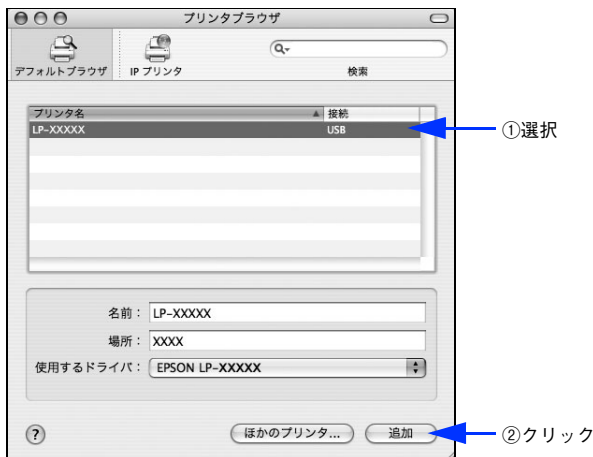 プリンタブラウザ
デフォルトブラウザ
IP プリンタ
検索
プリンタ名 接続
LP-XXXXX USB
①選択
名前： LP-XXXXX
場所： XXXX
使用するドライバ： EPSON LP-XXXXX
? ほかのプリンタ... 追加
②クリック